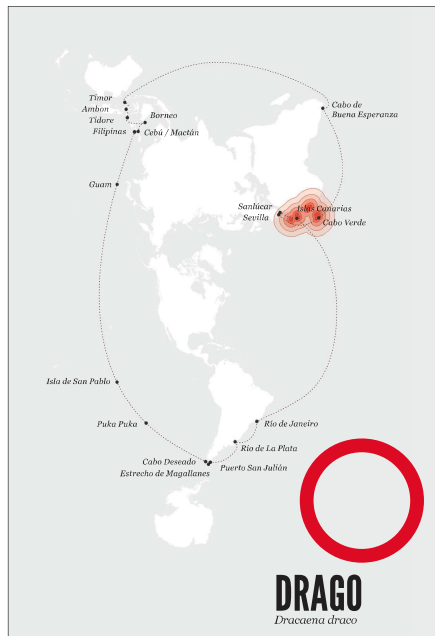 Timor
Ambon
Tidore
Borneo
Filipinas
Cebú / Mactán
Cabo de
Buena Esperanza
Guam
Sanlúcar
Sevilla
Islas Canarias
Cabo Verde
Isla de San Pablo
Puka Puka
Río de Janeiro
Río de La Plata
Cabo Deseado
Estrecho de Magallanes
Puerto San Julián
DRAGO
Dracaena draco